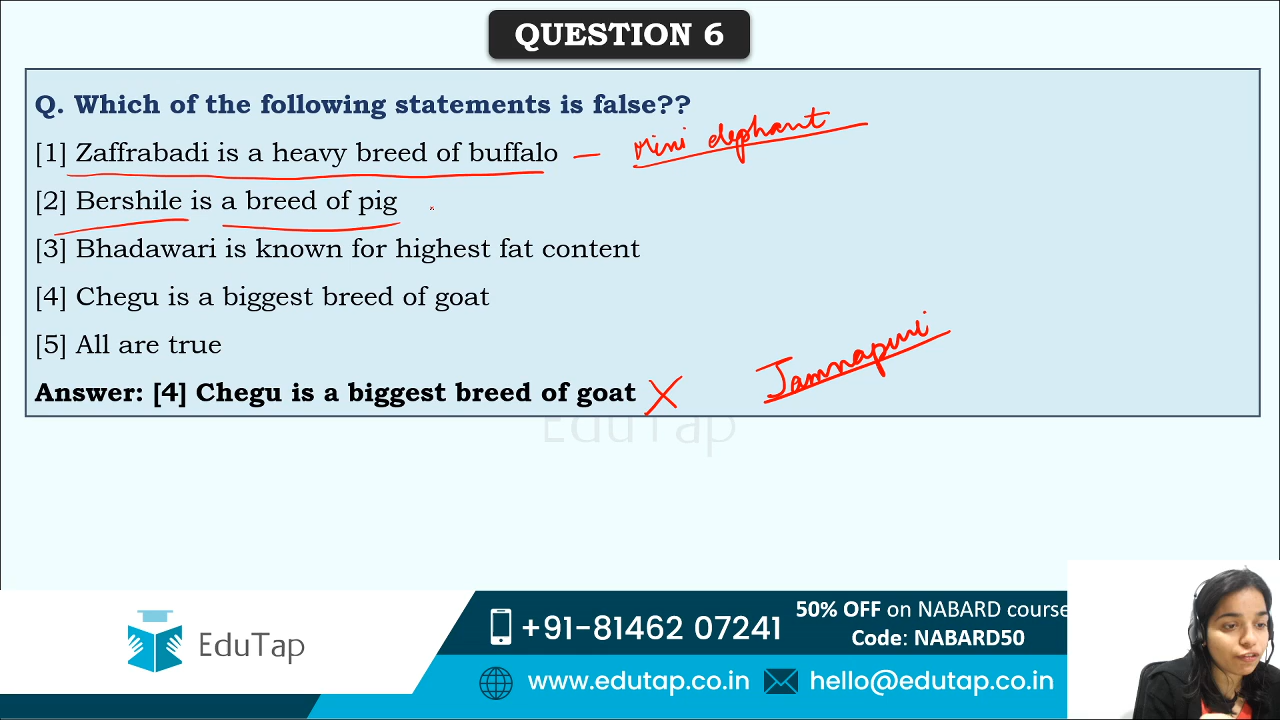 QUESTION 6
Q. Which of the following statements is false??
[1] Zaffrabadi is a heavy breed of buffalo — Mini elephant
[2] Bershile is a breed of pig
[3] Bhadawari is known for highest fat content
[4] Chegu is a biggest breed of goat
[5] All are true
Jamnapuri
Answer: [4] Chegu is a biggest breed of goat X
EduTap
50% OFF on NABARD course
+91-81462 07241
Code: NABARD50
EduTap
www.edutap.co.in
hello@edutap.co.in